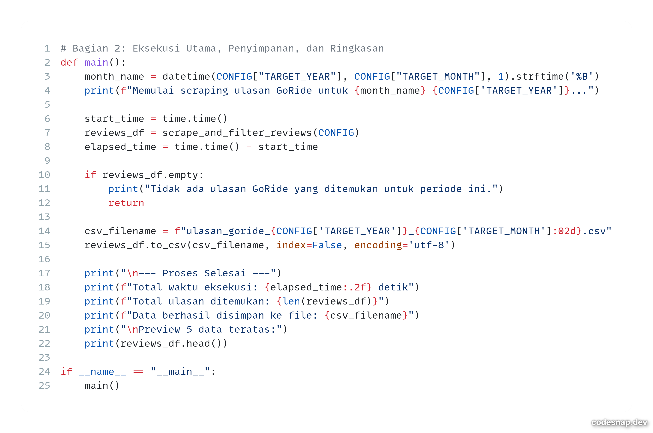 1 # Bagian 2: Eksekusi Utama, Penyimpanan, dan Ringkasan
2 def main():
3     month_name = datetime(CONFIG["TARGET_YEAR"], CONFIG["TARGET_MONTH"], 1).strftime('%B')
4     print(f"Memulai scraping ulasan GoRide untuk {month_name} {CONFIG['TARGET_YEAR']}...")
5
6     start_time = time.time()
7     reviews_df = scrape_and_filter_reviews(CONFIG)
8     elapsed_time = time.time() - start_time
9
10     if reviews_df.empty:
11         print("Tidak ada ulasan GoRide yang ditemukan untuk periode ini.")
12         return
13
14     csv_filename = f"ulasan_goride_{CONFIG['TARGET_YEAR']}_{CONFIG['TARGET_MONTH']:02d}.csv"
15     reviews_df.to_csv(csv_filename, index=False, encoding='utf-8')
16
17     print("\n--- Proses Selesai ---")
18     print(f"Total waktu eksekusi: {elapsed_time:.2f} detik")
19     print(f"Total ulasan ditemukan: {len(reviews_df)}")
20     print(f"Data berhasil disimpan ke file: {csv_filename}")
21     print("\nPreview 5 data teratas:")
22     print(reviews_df.head())
23
24 if __name__ == "__main__":
25     main()
codesnap.dev